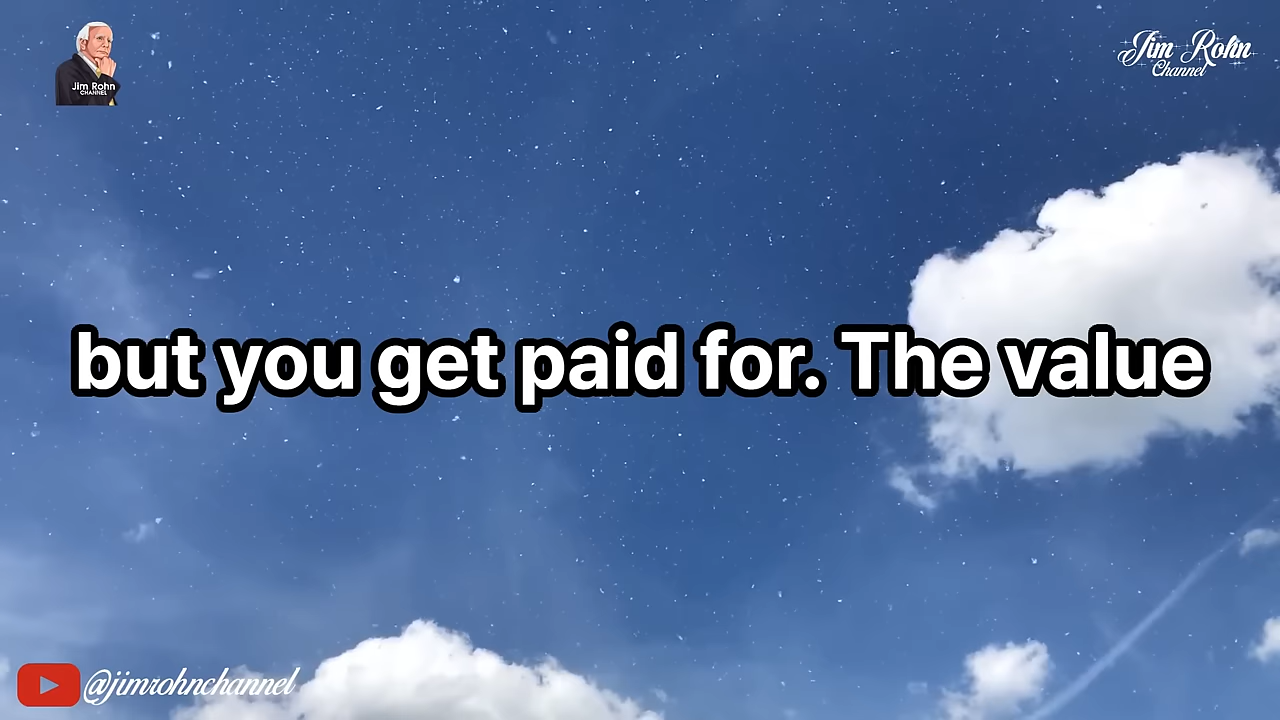 Jim Rohn
CHANNEL
Jim Rohn
Channel
but you get paid for. The value
@jimrohnchannel